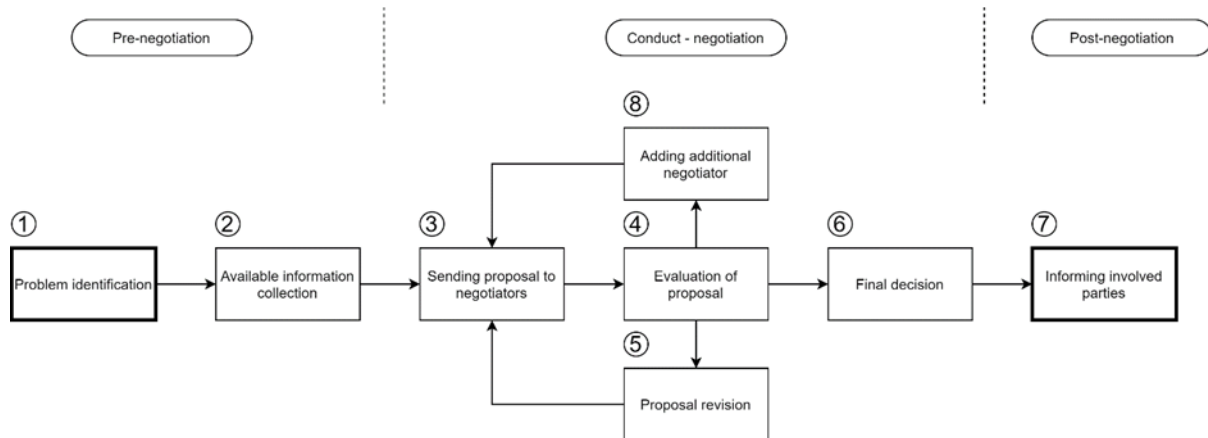 Pre-negotiation
Conduct - negotiation
Post-negotiation
⑧
Adding additional
negotiator
①
Problem identification
②
Available information
collection
③
Sending proposal to
negotiators
④
Evaluation of
proposal
⑥
Final decision
⑦
Informing involved
parties
⑤
Proposal revision